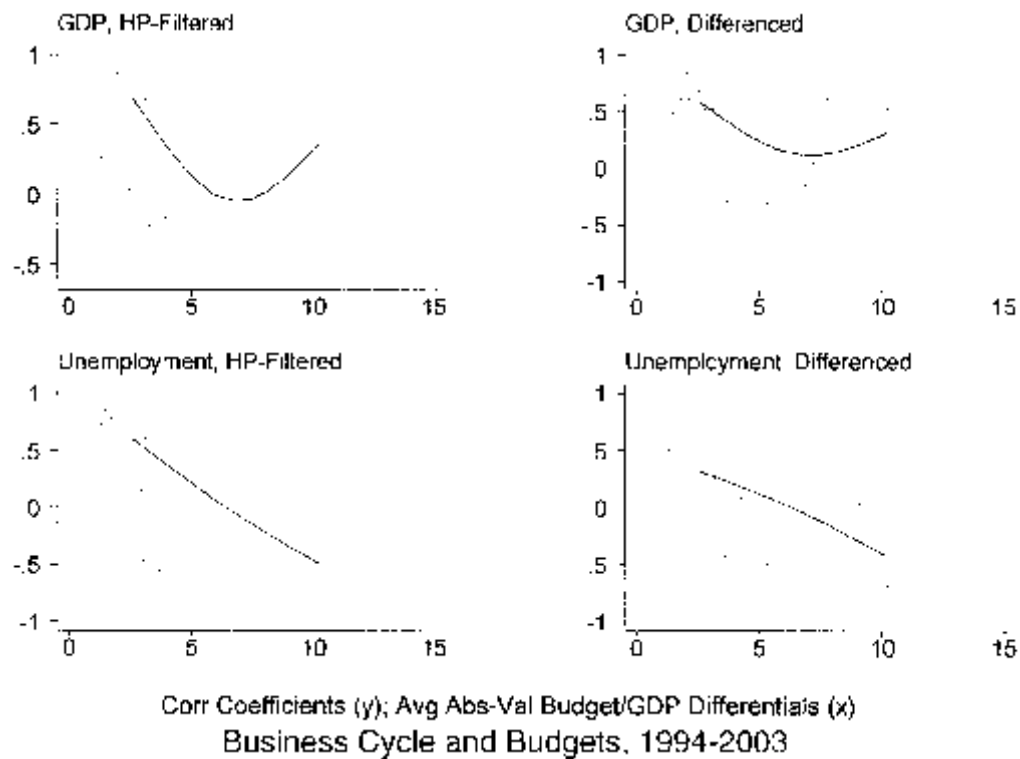 GDP, HP-Filtered
GDP, Differenced
1
.5
0
-.5
0 5 10 15
1
.5
0
-.5
-1
0 5 10 15
Unemployment, HP-Filtered
Unemployment, Differenced
1
.5
0
-.5
-1
0 5 10 15
1
.5
0
-.5
-1
0 5 10 15
Corr Coefficients (y); Avg Abs-Val Budget/GDP Differentials (x)
Business Cycle and Budgets, 1994-2003